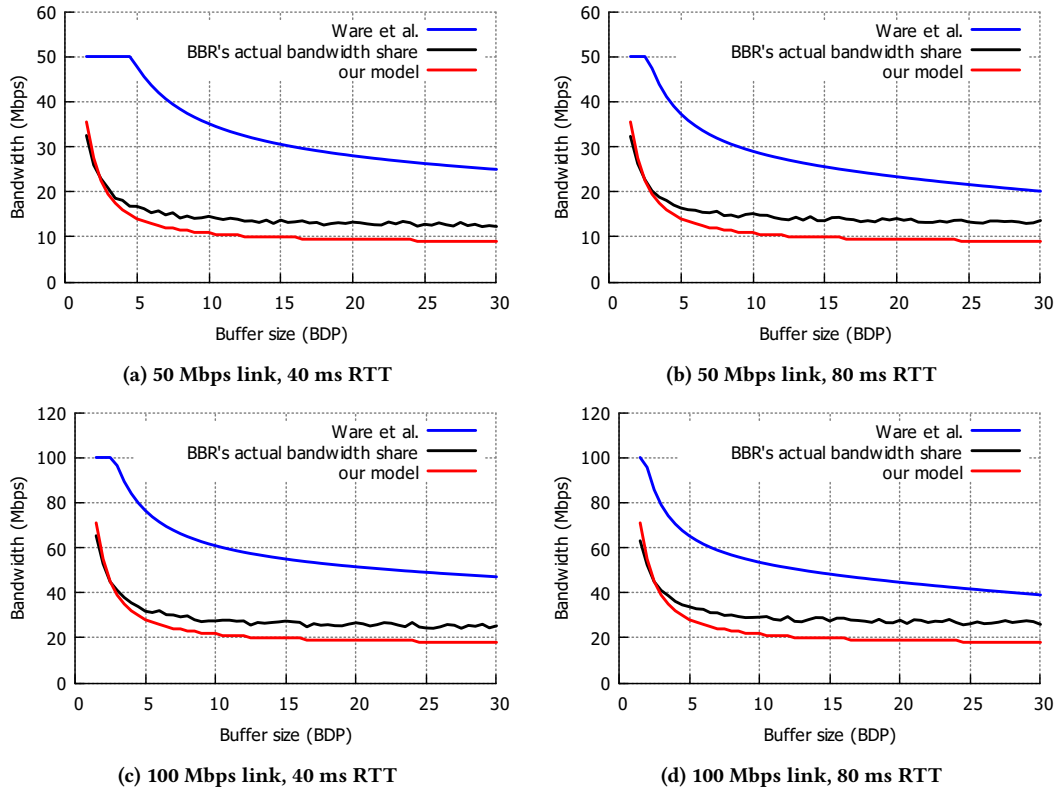 60
50
40
30
20
10
0
Bandwidth (Mbps)
Ware et al.
BBR's actual bandwidth share
our model
0 5 10 15 20 25 30
Buffer size (BDP)
(a) 50 Mbps link, 40 ms RTT
60
50
40
30
20
10
0
Bandwidth (Mbps)
Ware et al.
BBR's actual bandwidth share
our model
0 5 10 15 20 25 30
Buffer size (BDP)
(b) 50 Mbps link, 80 ms RTT
120
100
80
60
40
20
0
Bandwidth (Mbps)
Ware et al.
BBR's actual bandwidth share
our model
0 5 10 15 20 25 30
Buffer size (BDP)
(c) 100 Mbps link, 40 ms RTT
120
100
80
60
40
20
0
Bandwidth (Mbps)
Ware et al.
BBR's actual bandwidth share
our model
0 5 10 15 20 25 30
Buffer size (BDP)
(d) 100 Mbps link, 80 ms RTT